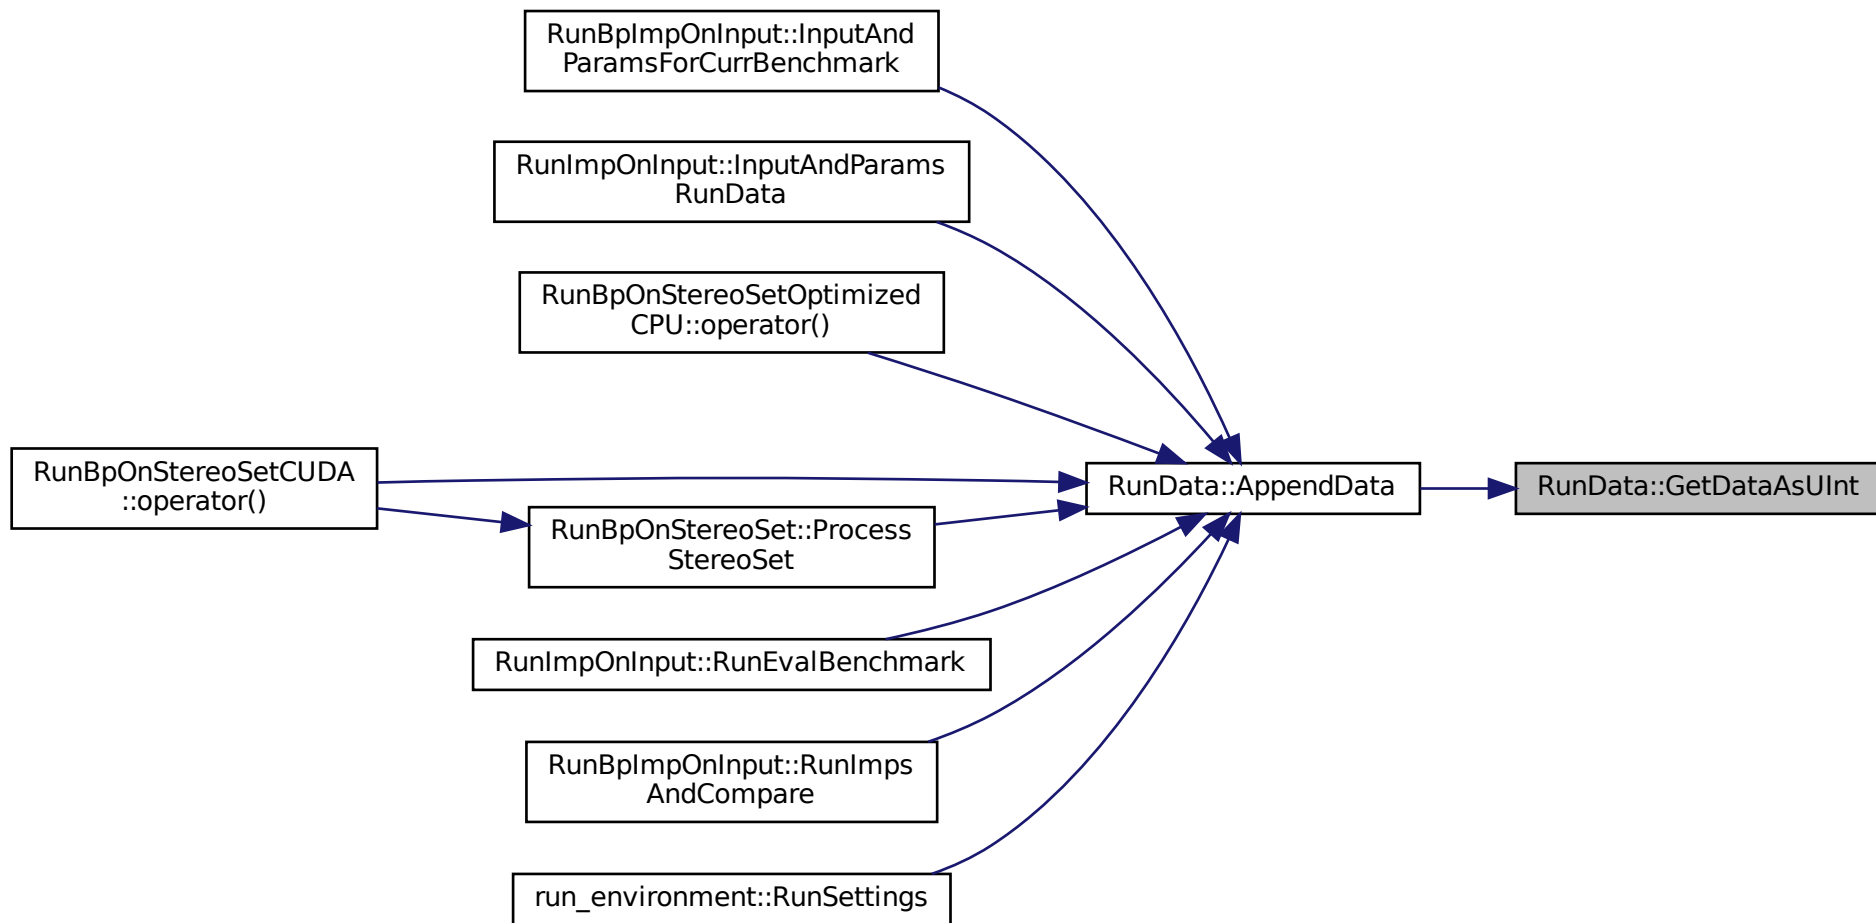 RunBpImpOnInput::InputAnd
ParamsForCurrBenchmark
RunImpOnInput::InputAndParams
RunData
RunBpOnStereoSetOptimized
CPU::operator()
RunBpOnStereoSetCUDA
::operator()
RunData::AppendData
RunData::GetDataAsUInt
RunBpOnStereoSet::Process
StereoSet
RunImpOnInput::RunEvalBenchmark
RunBpImpOnInput::RunImps
AndCompare
run_environment::RunSettings